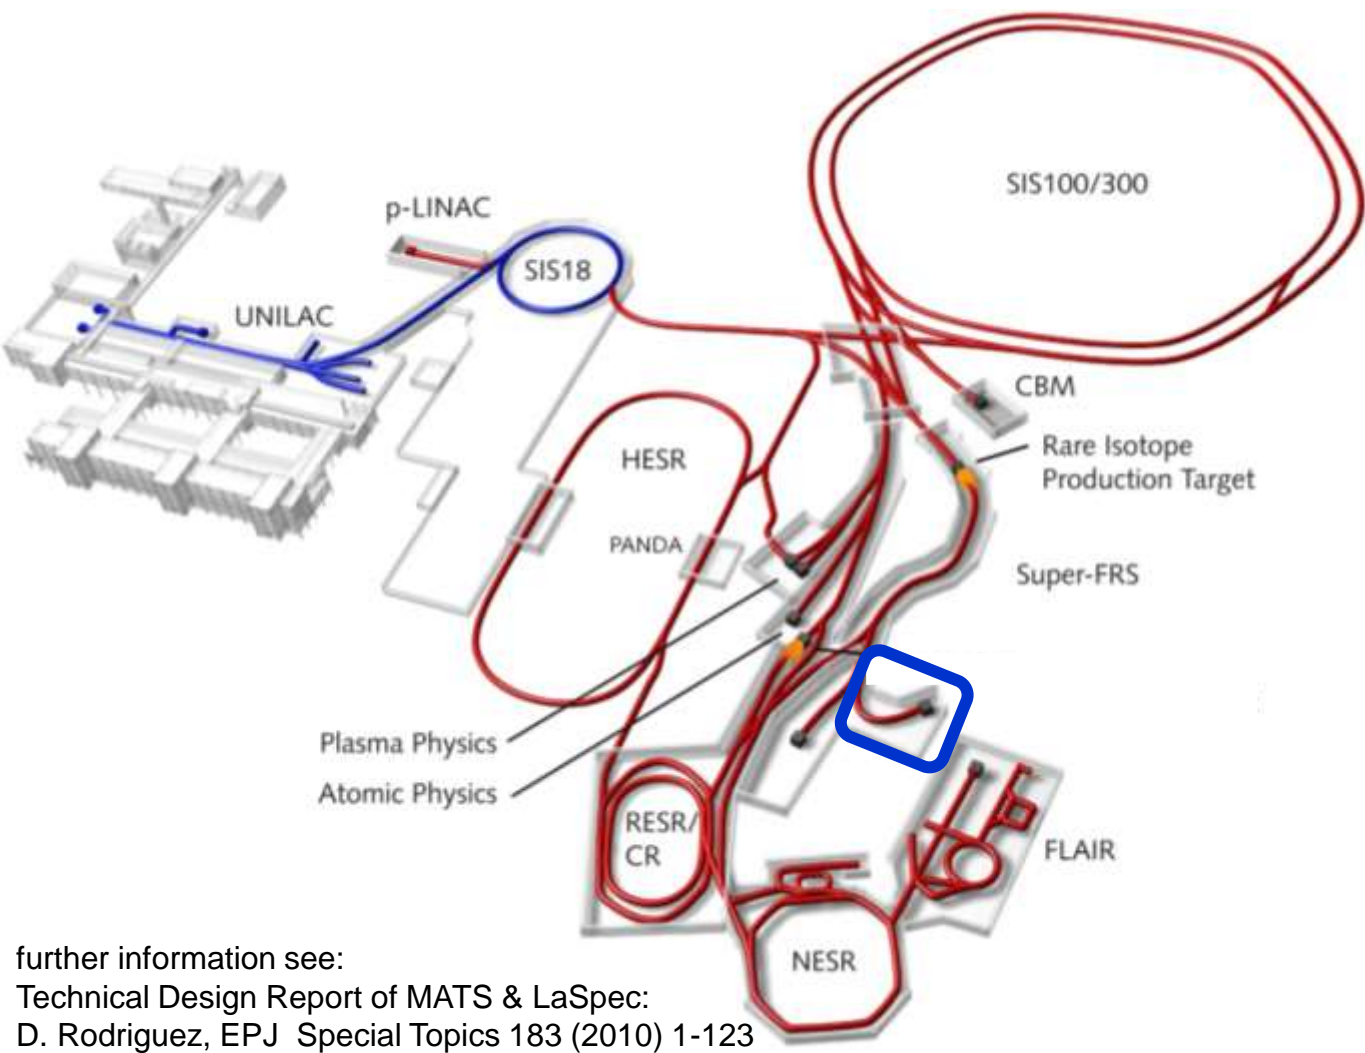 SIS100/300
p-LINAC
SIS18
UNILAC
CBM
Rare Isotope
Production Target
HESR
PANDA
Super-FRS
Plasma Physics
Atomic Physics
RESR/
CR
FLAIR
NESR
further information see:
Technical Design Report of MATS & LaSpec:
D. Rodriguez, EPJ  Special Topics 183 (2010) 1-123